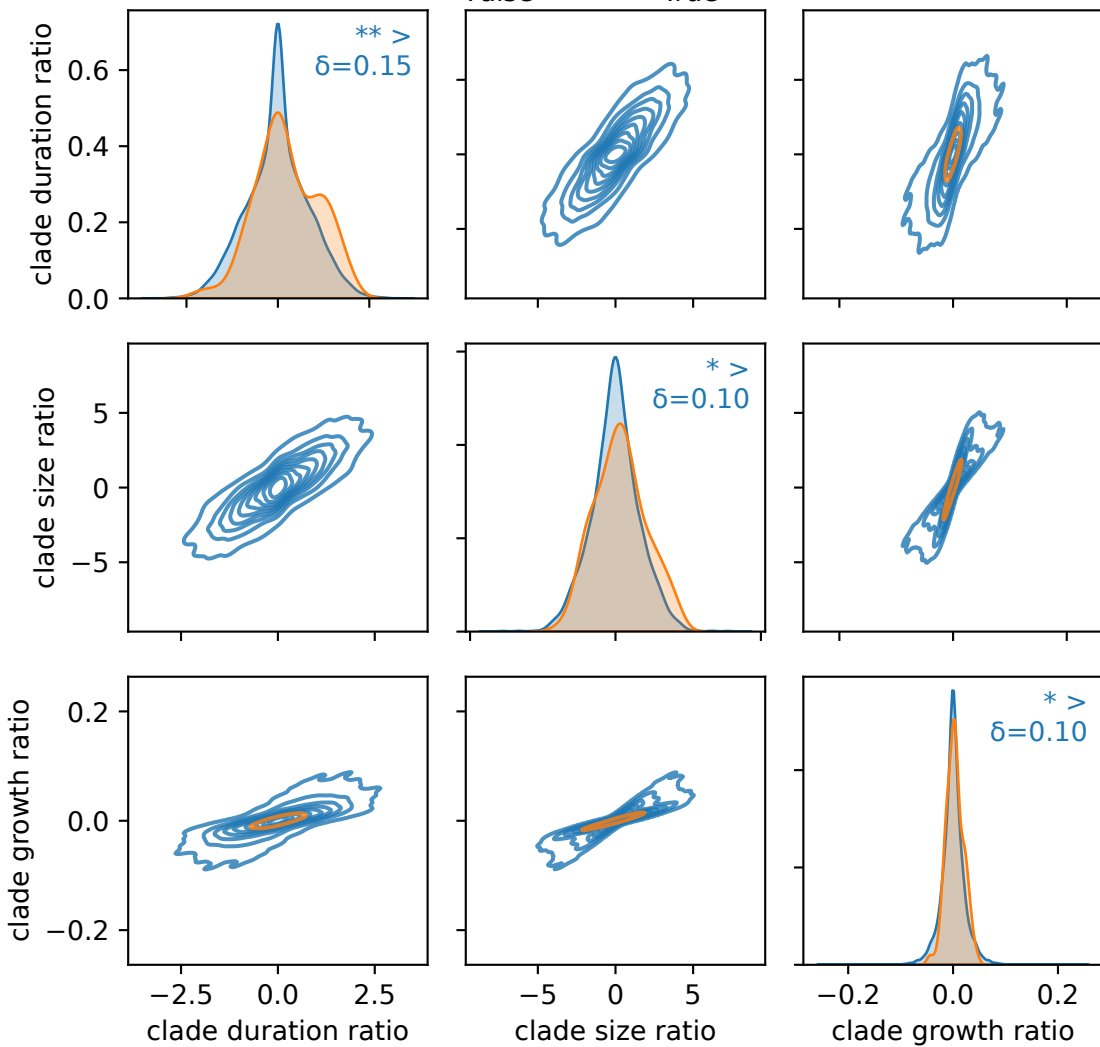 clade duration ratio
0.6
0.4
0.2
0.0
** >
δ=0.15
clade size ratio
5
0
−5
* >
δ=0.10
clade growth ratio
0.2
0.0
−0.2
* >
δ=0.10
−2.5 0.0 2.5
−5 0 5
−0.2 0.0 0.2
clade duration ratio
clade size ratio
clade growth ratio